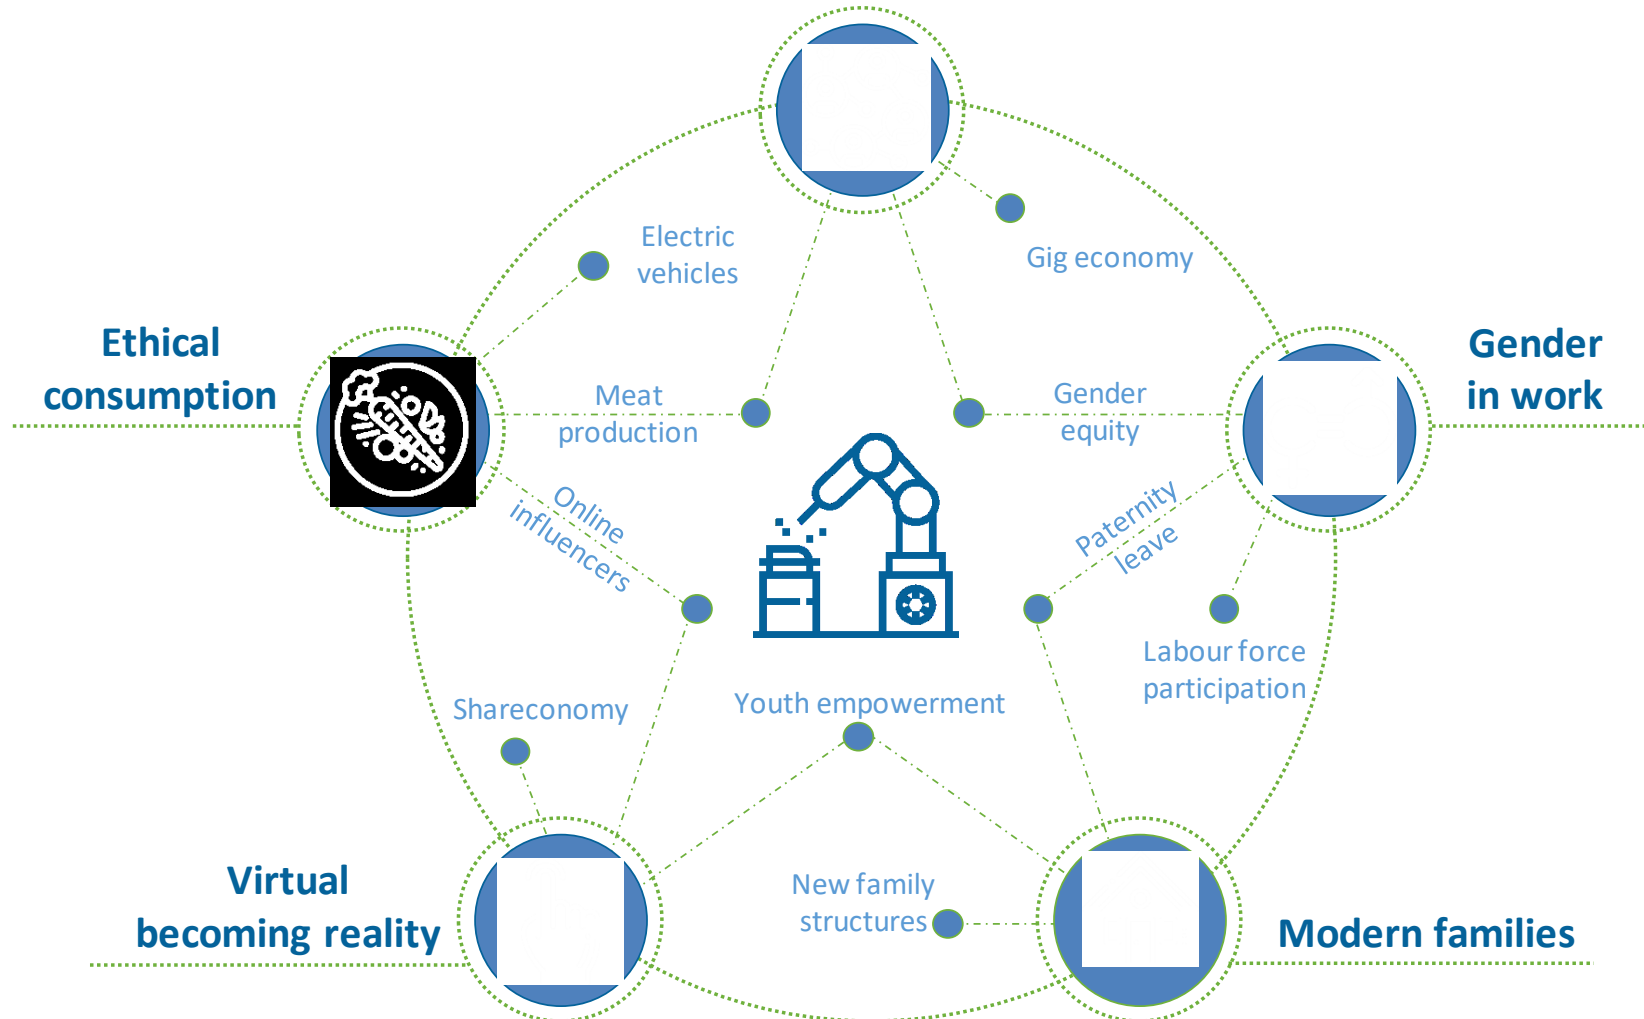 Electric
vehicles
Gig economy
Ethical
consumption
Gender
in work
Meat
production
Gender
equity
Online
influencers
Paternity
leave
Labour force
participation
Shareconomy
Youth empowerment
Virtual
becoming reality
New family
structures
Modern families